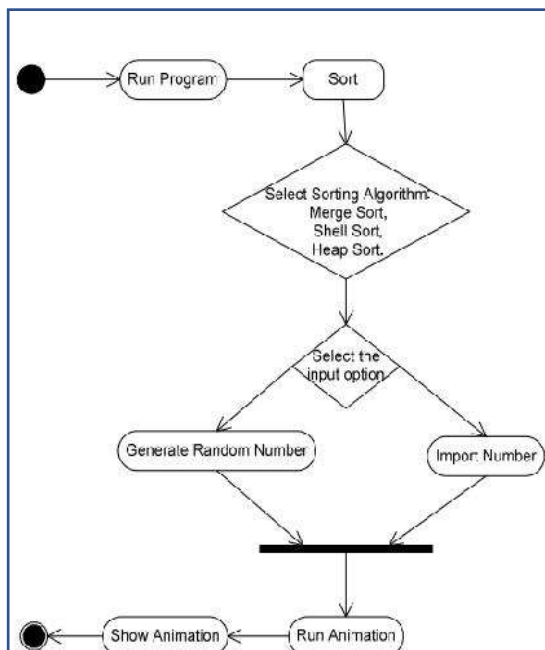 Run Program
Sort
Select Sorting Algorithm:
Merge Sort,
Shell Sort,
Heap Sort.
Select the
input option
Generate Random Number
Import Number
Show Animation
Run Animation